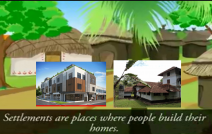 Settlements are places where people build their
homes.